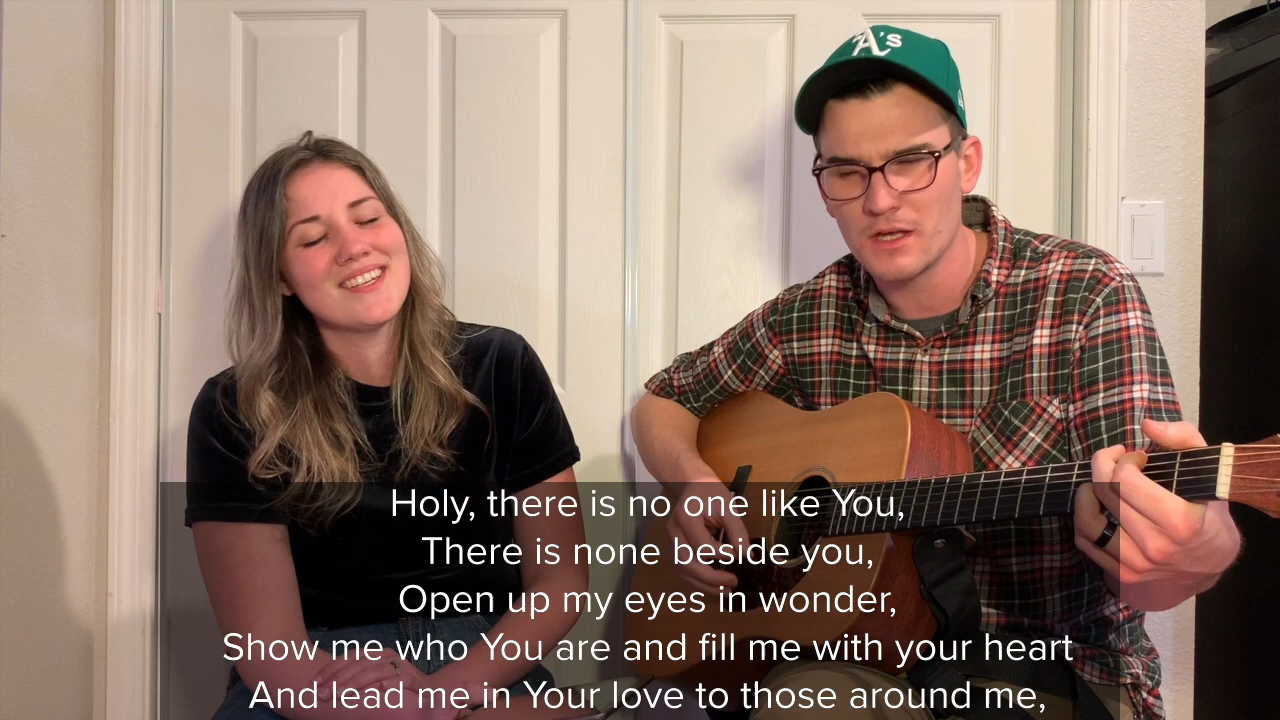 A's
Holy, there is no one like You,
There is none beside you,
Open up my eyes in wonder,
Show me who You are and fill me with your heart
And lead me in Your love to those around me,